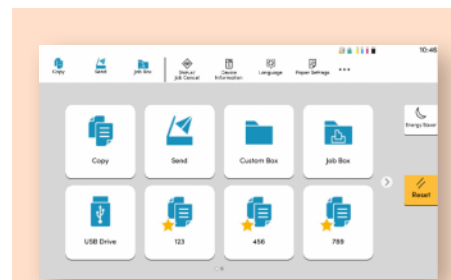 10:46
Copy
Send
Job Box
Status/
Job Cancel
Device
Information
Language
Paper Settings
Energy Saver
Copy
Send
Custom Box
Job Box
Reset
USB Drive
123
456
789